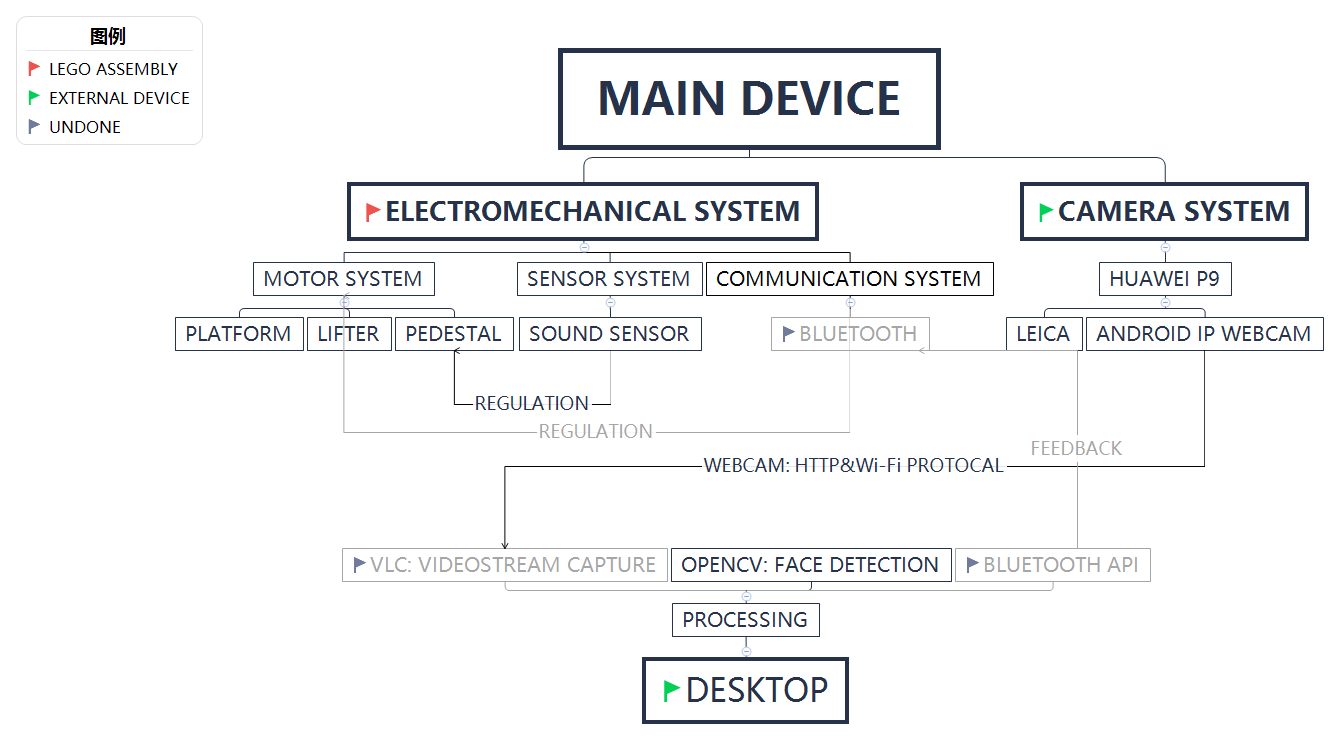 图例
LEGO ASSEMBLY
EXTERNAL DEVICE
UNDONE
MAIN DEVICE
ELECTROMECHANICAL SYSTEM
CAMERA SYSTEM
MOTOR SYSTEM
SENSOR SYSTEM
COMMUNICATION SYSTEM
HUAWEI P9
PLATFORM
LIFTER
PEDESTAL
SOUND SENSOR
BLUETOOTH
LEICA
ANDROID IP WEBCAM
REGULATION
REGULATION
FEEDBACK
WEBCAM: HTTP&Wi-Fi PROTOCAL
VLC: VIDEOSTREAM CAPTURE
OPENCV: FACE DETECTION
BLUETOOTH API
PROCESSING
DESKTOP